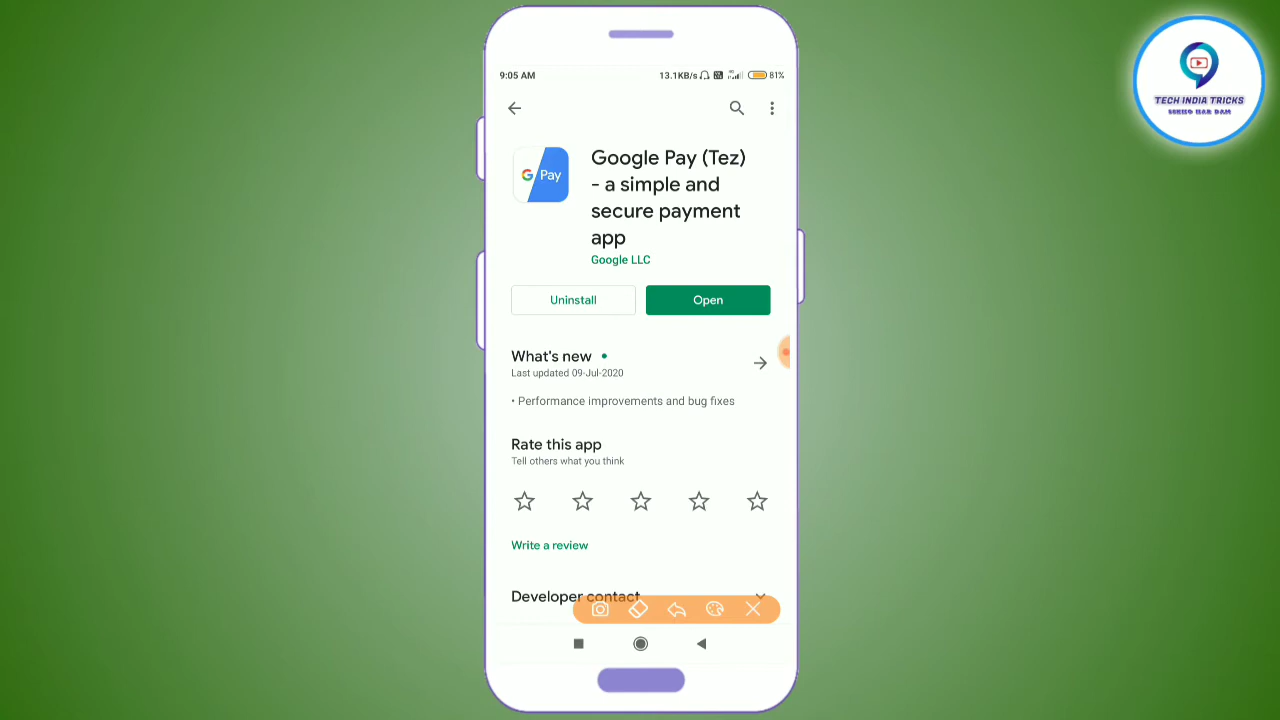 9:05 AM
13.1KB/s
81%
Google Pay (Tez)
- a simple and
secure payment
app
Google LLC
G Pay
Uninstall
Open
What's new
Last updated 09-Jul-2020
• Performance improvements and bug fixes
Rate this app
Tell others what you think
Write a review
Developer contact
TECH INDIA TRICKS